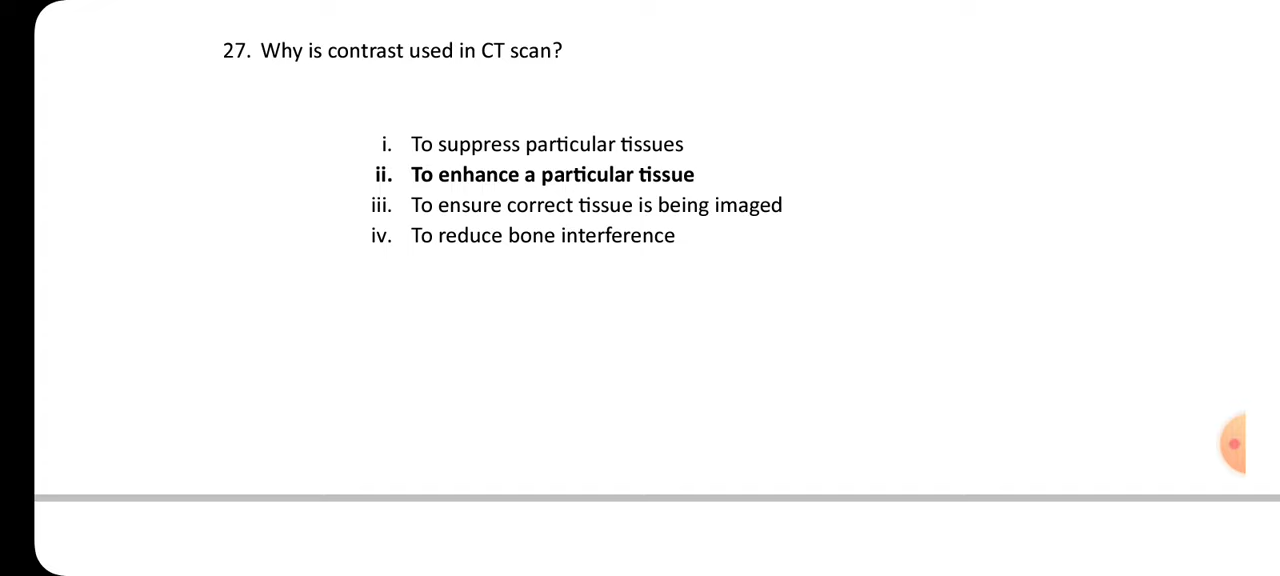 27. Why is contrast used in CT scan?
i. To suppress particular tissues
ii. To enhance a particular tissue
iii. To ensure correct tissue is being imaged
iv. To reduce bone interference